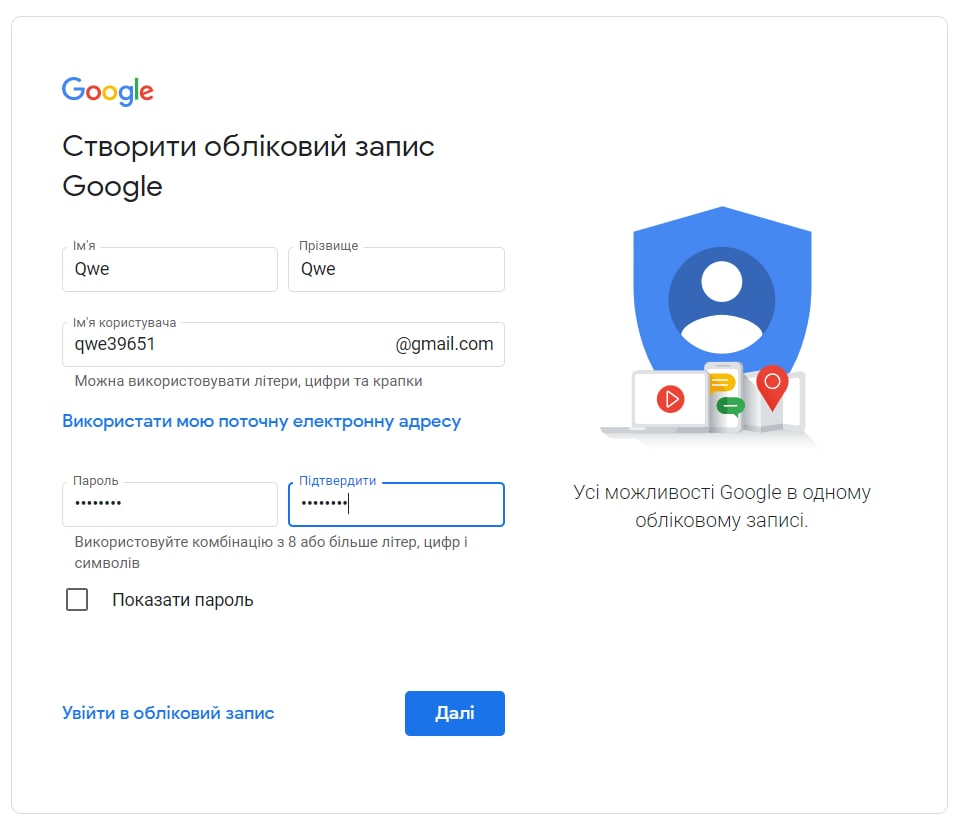 Google
Створити обліковий запис
Google
Ім'я
Qwe
Прізвище
Qwe
Ім'я користувача
qwe39651
@gmail.com
Можна використовувати літери, цифри та крапки
Використати мою поточну електронну адресу
Пароль
••••••••
Підтвердити
••••••••
Використовуйте комбінацію з 8 або більше літер, цифр і
символів
Показати пароль
Увійти в обліковий запис
Далі
Усі можливості Google в одному
обліковому записі.